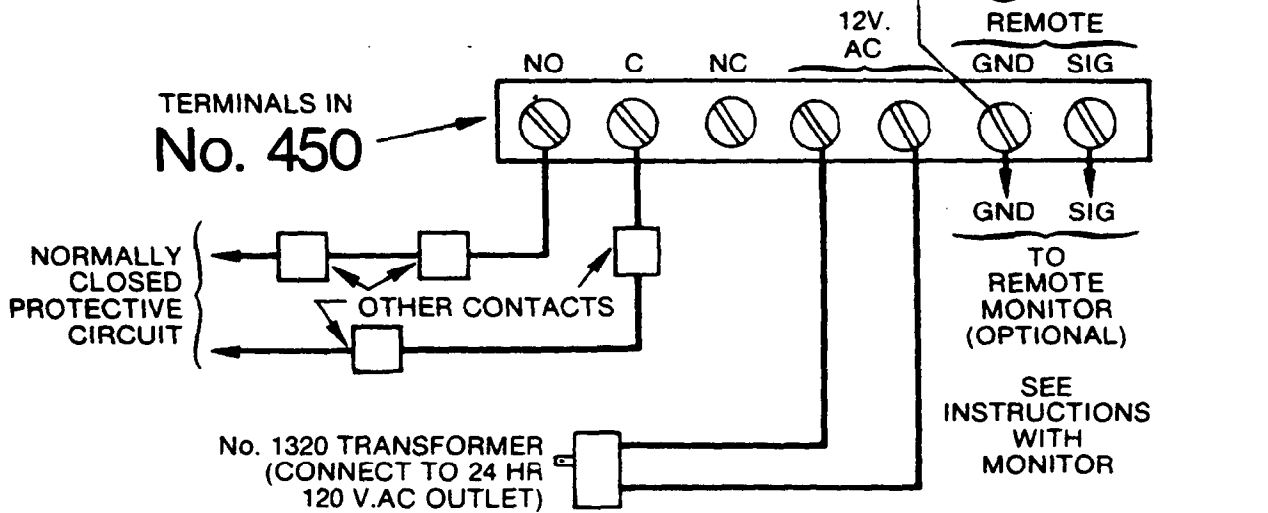 12V.
AC
REMOTE
NO C NC GND SIG
TERMINALS IN
No. 450
GND SIG
TO
REMOTE
MONITOR
(OPTIONAL)
NORMALLY
CLOSED
PROTECTIVE
CIRCUIT
OTHER CONTACTS
SEE
INSTRUCTIONS
WITH
MONITOR
No. 1320 TRANSFORMER
(CONNECT TO 24 HR
120 V.AC OUTLET)